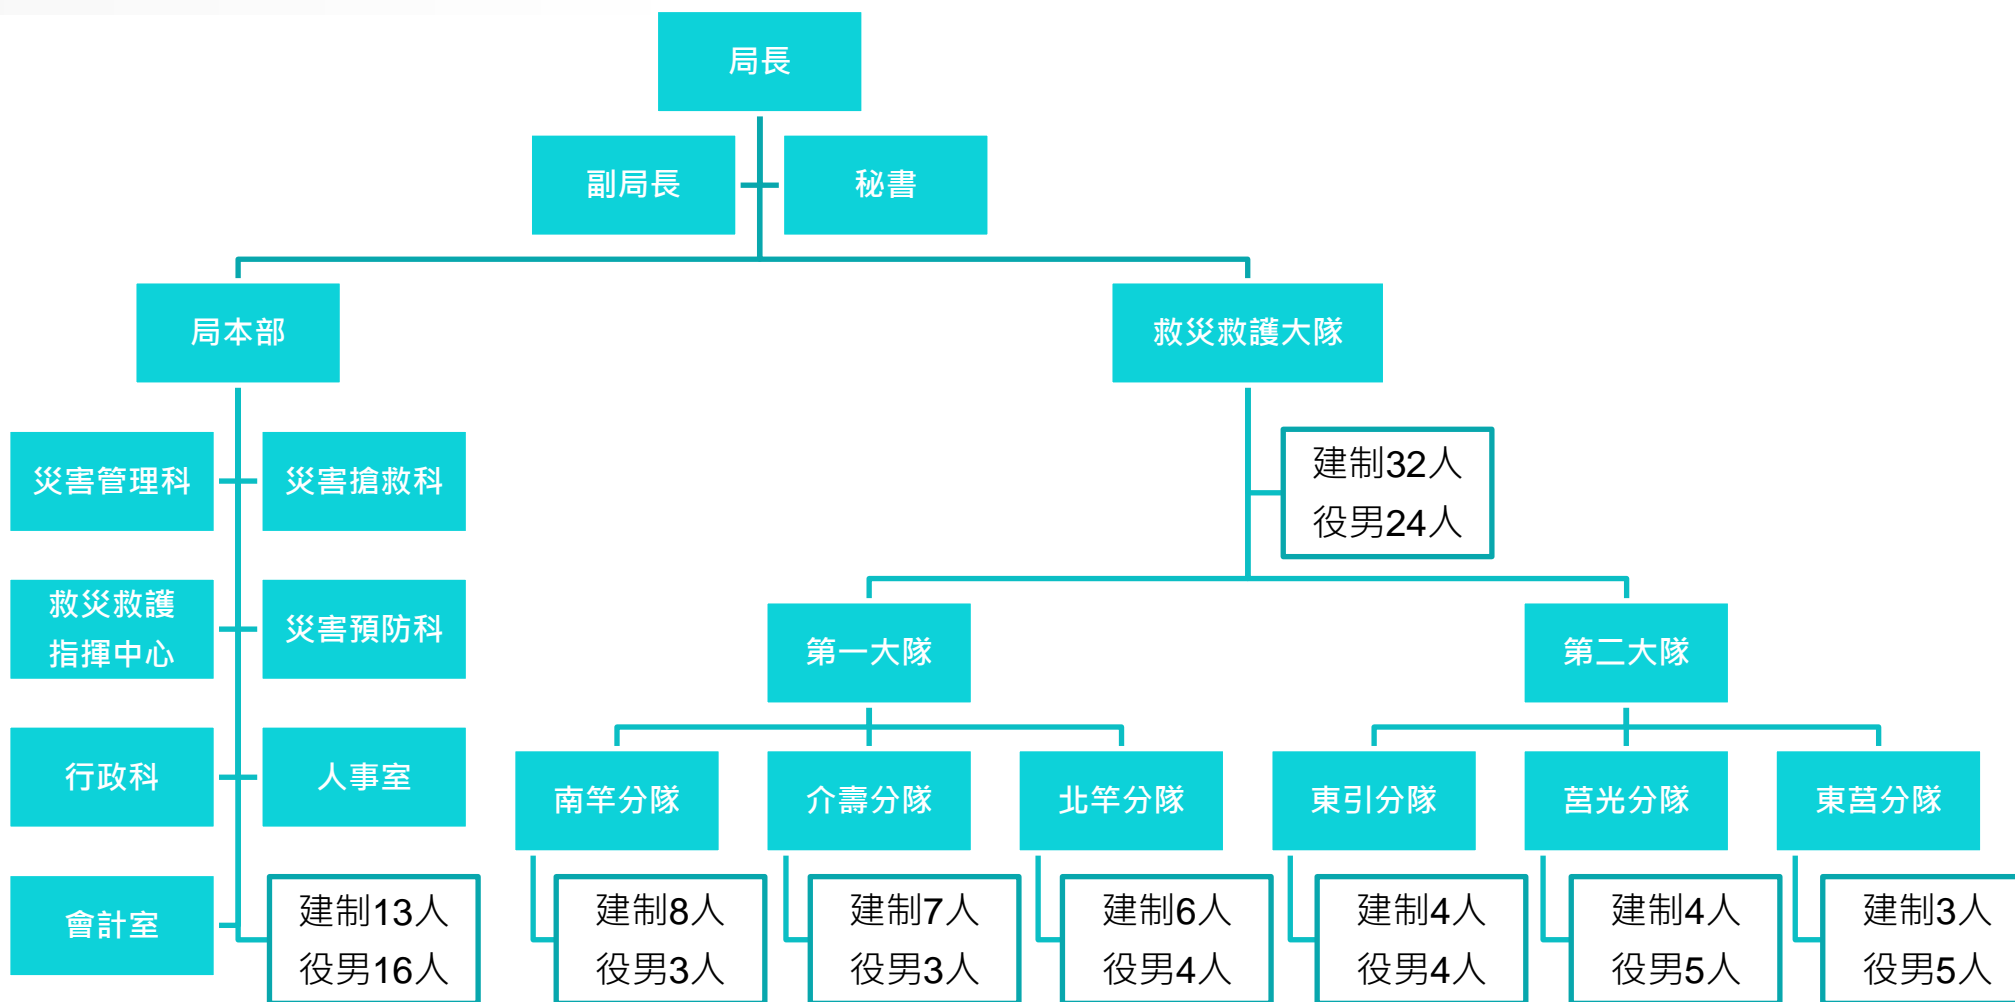 局長
副局長
秘書
局本部
救災救護大隊
災害管理科
災害搶救科
建制32人
役男24人
救災救護
指揮中心
災害預防科
第一大隊
第二大隊
行政科
人事室
南竿分隊
介壽分隊
北竿分隊
東引分隊
莒光分隊
東莒分隊
會計室
建制13人
役男16人
建制8人
役男3人
建制7人
役男3人
建制6人
役男4人
建制4人
役男4人
建制4人
役男5人
建制3人
役男5人